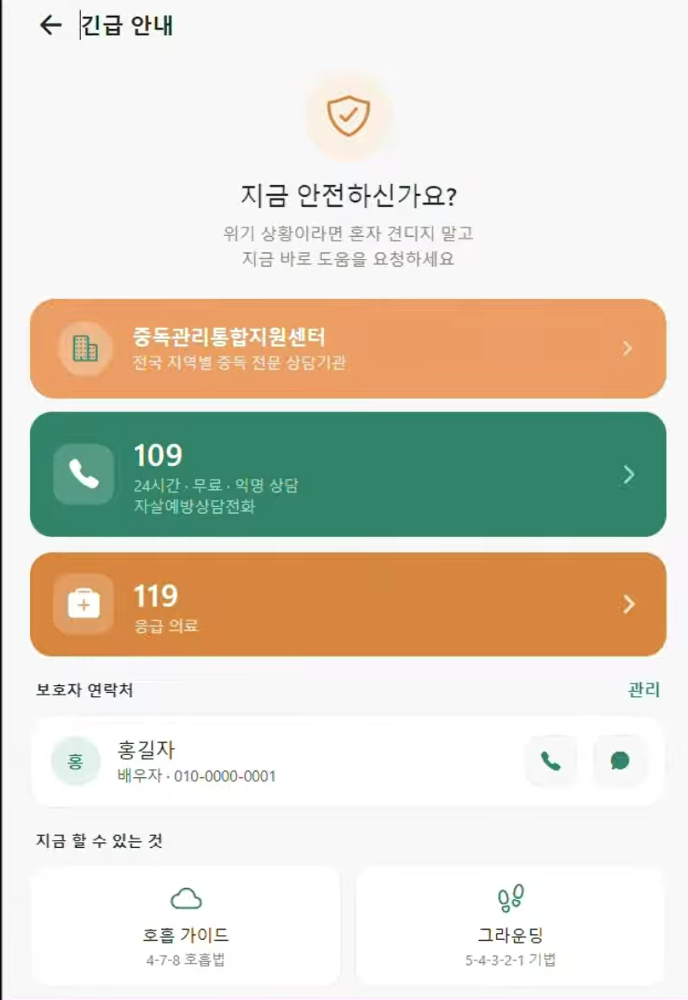 긴급 안내
지금 안전하신가요?
위기 상황이라면 혼자 견디지 말고
지금 바로 도움을 요청하세요
중독관리통합지원센터
전국 지역별 중독 전문 상담기관
109
24시간 · 무료 · 익명 상담
자살예방상담전화
119
응급 의료
보호자 연락처
관리
홍
홍길자
배우자 · 010-0000-0001
지금 할 수 있는 것
호흡 가이드
4-7-8 호흡법
그라운딩
5-4-3-2-1 기법